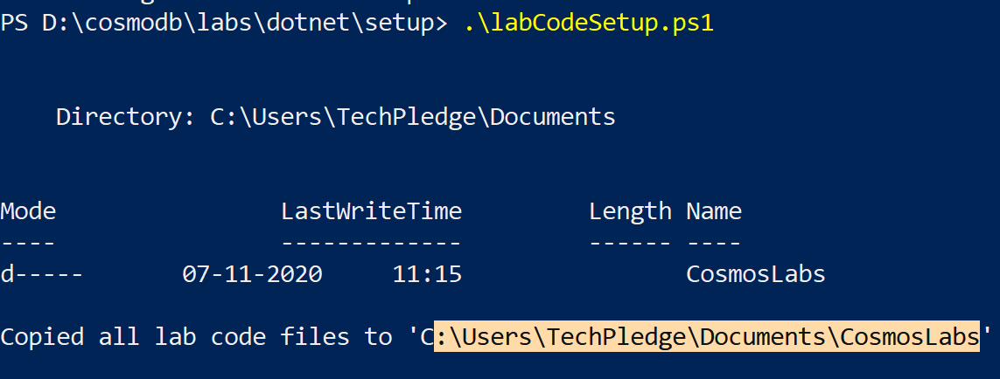 PS D:\cosmodb\labs\dotnet\setup> .\labCodeSetup.ps1
Directory: C:\Users\TechPledge\Documents
Mode LastWriteTime Length Name
---- ------------- ------ ----
d----- 07-11-2020 11:15 CosmosLabs
Copied all lab code files to 'C:\Users\TechPledge\Documents\CosmosLabs'